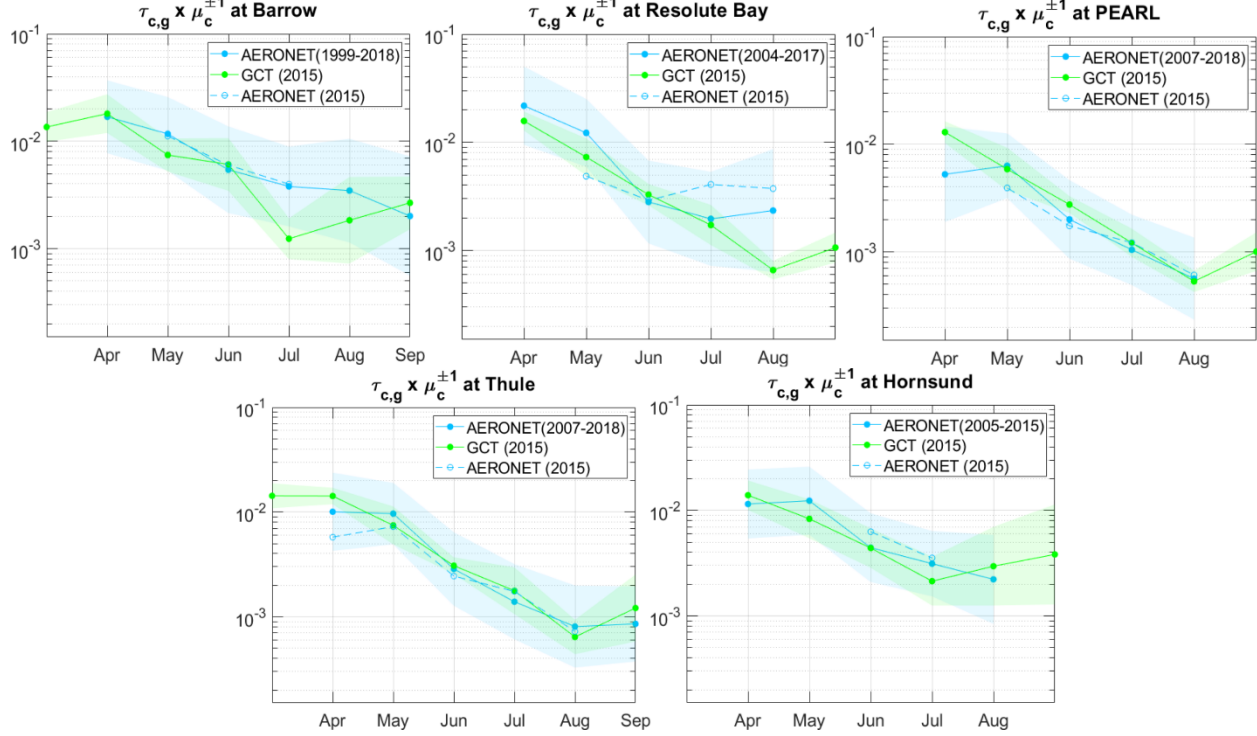 τc,g x μc±1 at Barrow
10-1
10-2
10-3
AERONET(1999-2018)
GCT (2015)
AERONET (2015)
Apr May Jun Jul Aug Sep
τc,g x μc±1 at Resolute Bay
10-1
10-2
10-3
AERONET(2004-2017)
GCT (2015)
AERONET (2015)
Apr May Jun Jul Aug
τc,g x μc±1 at PEARL
10-1
10-2
10-3
AERONET(2007-2018)
GCT (2015)
AERONET (2015)
Apr May Jun Jul Aug
τc,g x μc±1 at Thule
10-1
10-2
10-3
AERONET(2007-2018)
GCT (2015)
AERONET (2015)
Apr May Jun Jul Aug Sep
τc,g x μc±1 at Hornsund
10-1
10-2
10-3
AERONET(2005-2015)
GCT (2015)
AERONET (2015)
Apr May Jun Jul Aug